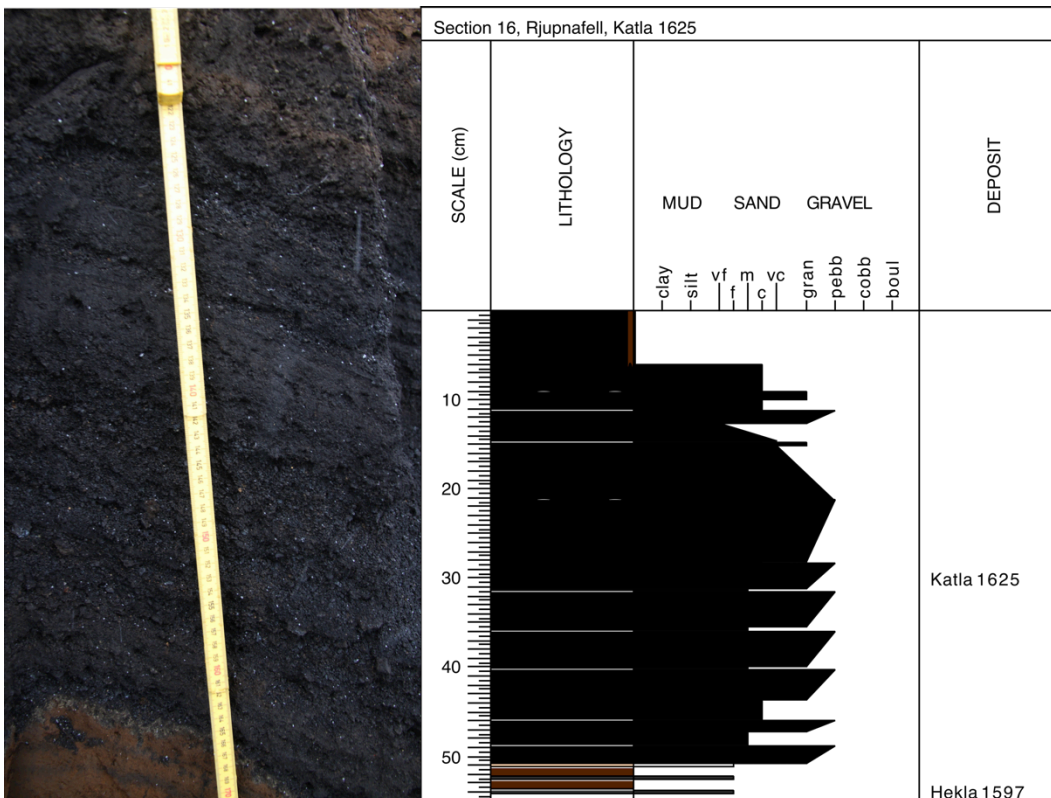 Section 16, Rjupnafell, Katla 1625
SCALE (cm)
LITHOLOGY
MUD SAND GRAVEL
DEPOSIT
clay
silt
vf
f
m
c
vc
gran
pebb
cobb
boul
10
20
30
40
50
Katla 1625
Hekla 1597